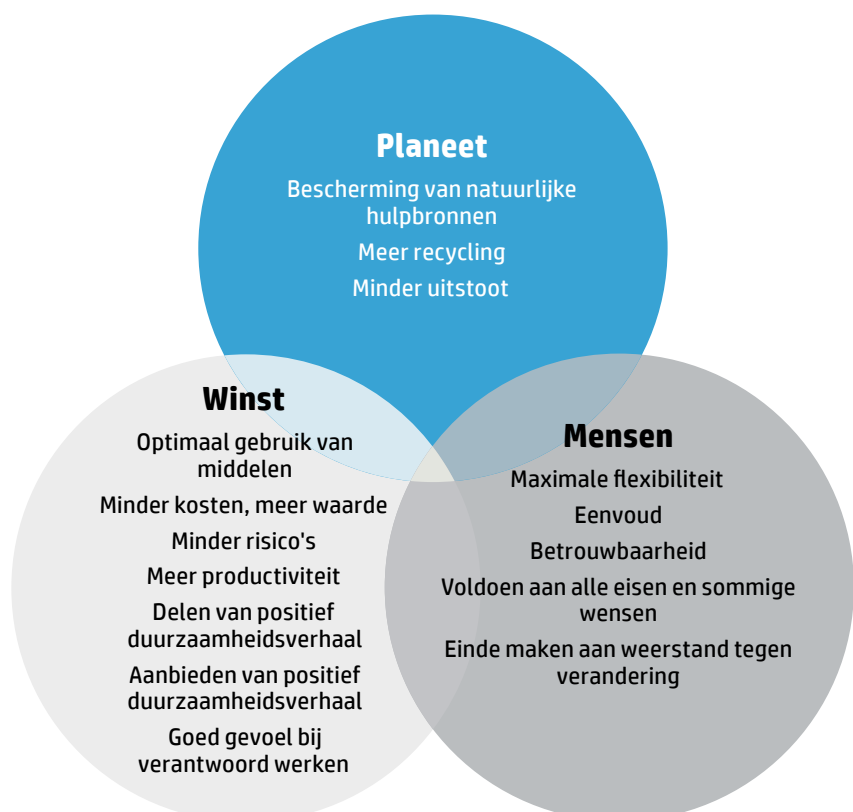 Planeet
Bescherming van natuurlijke
hulpbronnen
Meer recycling
Minder uitstoot
Winst
Optimaal gebruik van
middelen
Minder kosten, meer waarde
Minder risico's
Meer productiviteit
Delen van positief
duurzaamheidsverhaal
Aanbieden van positief
duurzaamheidsverhaal
Goed gevoel bij
verantwoord werken
Mensen
Maximale flexibiliteit
Eenvoud
Betrouwbaarheid
Voldoen aan alle eisen en sommige
wensen
Einde maken aan weerstand tegen
verandering